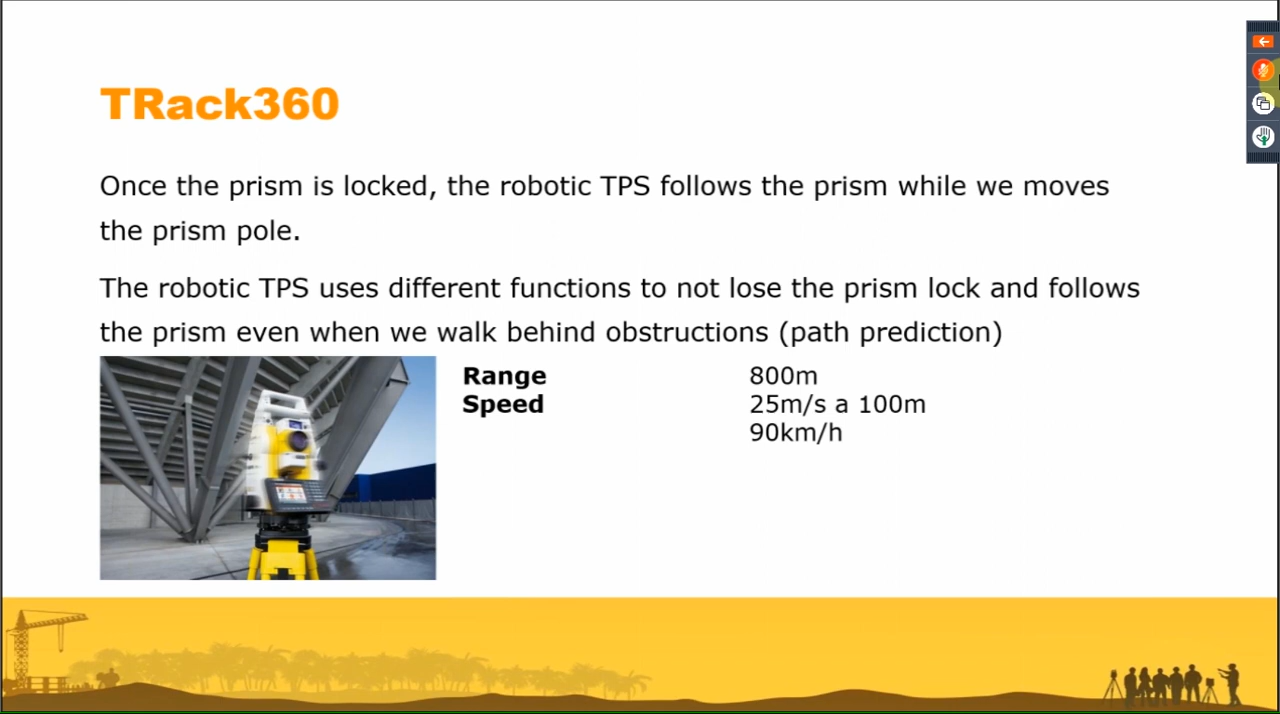 TRack360
Once the prism is locked, the robotic TPS follows the prism while we moves
the prism pole.
The robotic TPS uses different functions to not lose the prism lock and follows
the prism even when we walk behind obstructions (path prediction)
Range 800m
Speed 25m/s a 100m
90km/h